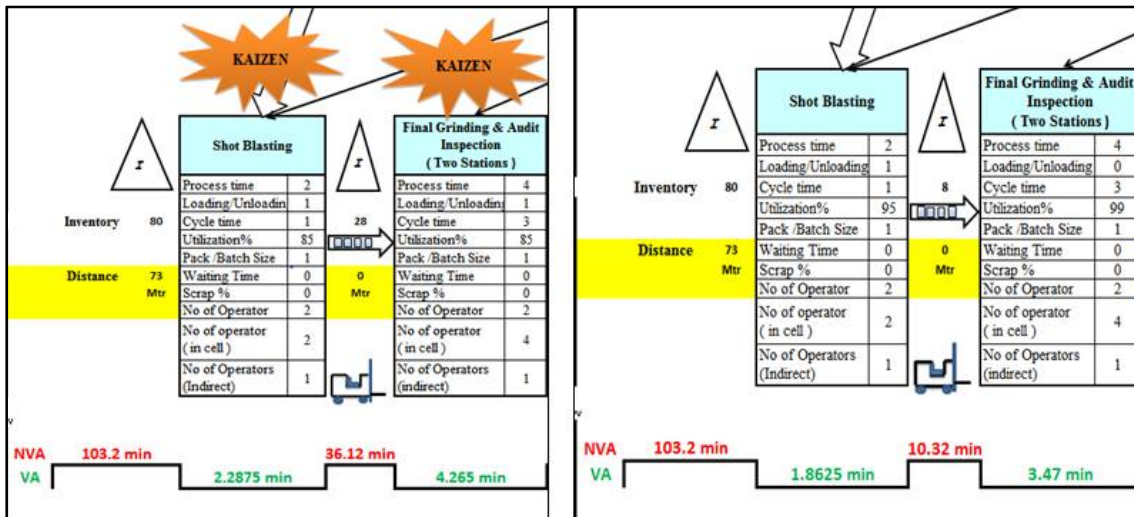 KAIZEN
KAIZEN
I
Shot Blasting
I
Final Grinding & Audit
Inspection
( Two Stations )
Process time 2
Process time 4
Loading/Unloadin 1
Loading/Unloading 1
Inventory 80
Cycle time 1
28
Cycle time 3
Utilization% 85
Utilization% 85
Pack /Batch Size 1
Pack /Batch Size 1
Distance 73
Mtr
Waiting Time 0
0
Mtr
Waiting Time 0
Scrap % 0
Scrap % 0
No of Operator 2
No of Operator 2
No of operator
( in cell ) 2
No of operator
( in cell ) 4
No of Operators
(Indirect) 1
No of Operators
(indirect) 1
NVA 103.2 min 36.12 min
VA 2.2875 min 4.265 min
I
Shot Blasting
I
Final Grinding & Audit
Inspection
( Two Stations )
Process time 2
Process time 4
Loading/Unloading 1
Loading/Unloading 0
Inventory 80
Cycle time 1
8
Cycle time 3
Utilization% 95
Utilization% 99
Pack /Batch Size 1
Pack /Batch Size 1
Distance 73
Mtr
Waiting Time 0
0
Mtr
Waiting Time 0
Scrap % 0
Scrap % 0
No of Operator 2
No of Operator 2
No of operator
( in cell ) 2
No of operator
( in cell ) 4
No of Operators
(Indirect) 1
No of Operators
(indirect) 1
NVA 103.2 min 10.32 min
VA 1.8625 min 3.47 min